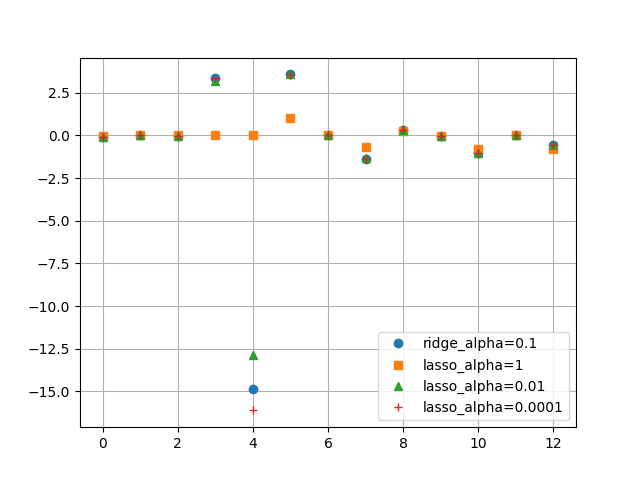 2.5
0.0
−2.5
−5.0
−7.5
−10.0
−12.5
−15.0
ridge_alpha=0.1
lasso_alpha=1
lasso_alpha=0.01
lasso_alpha=0.0001
0 2 4 6 8 10 12